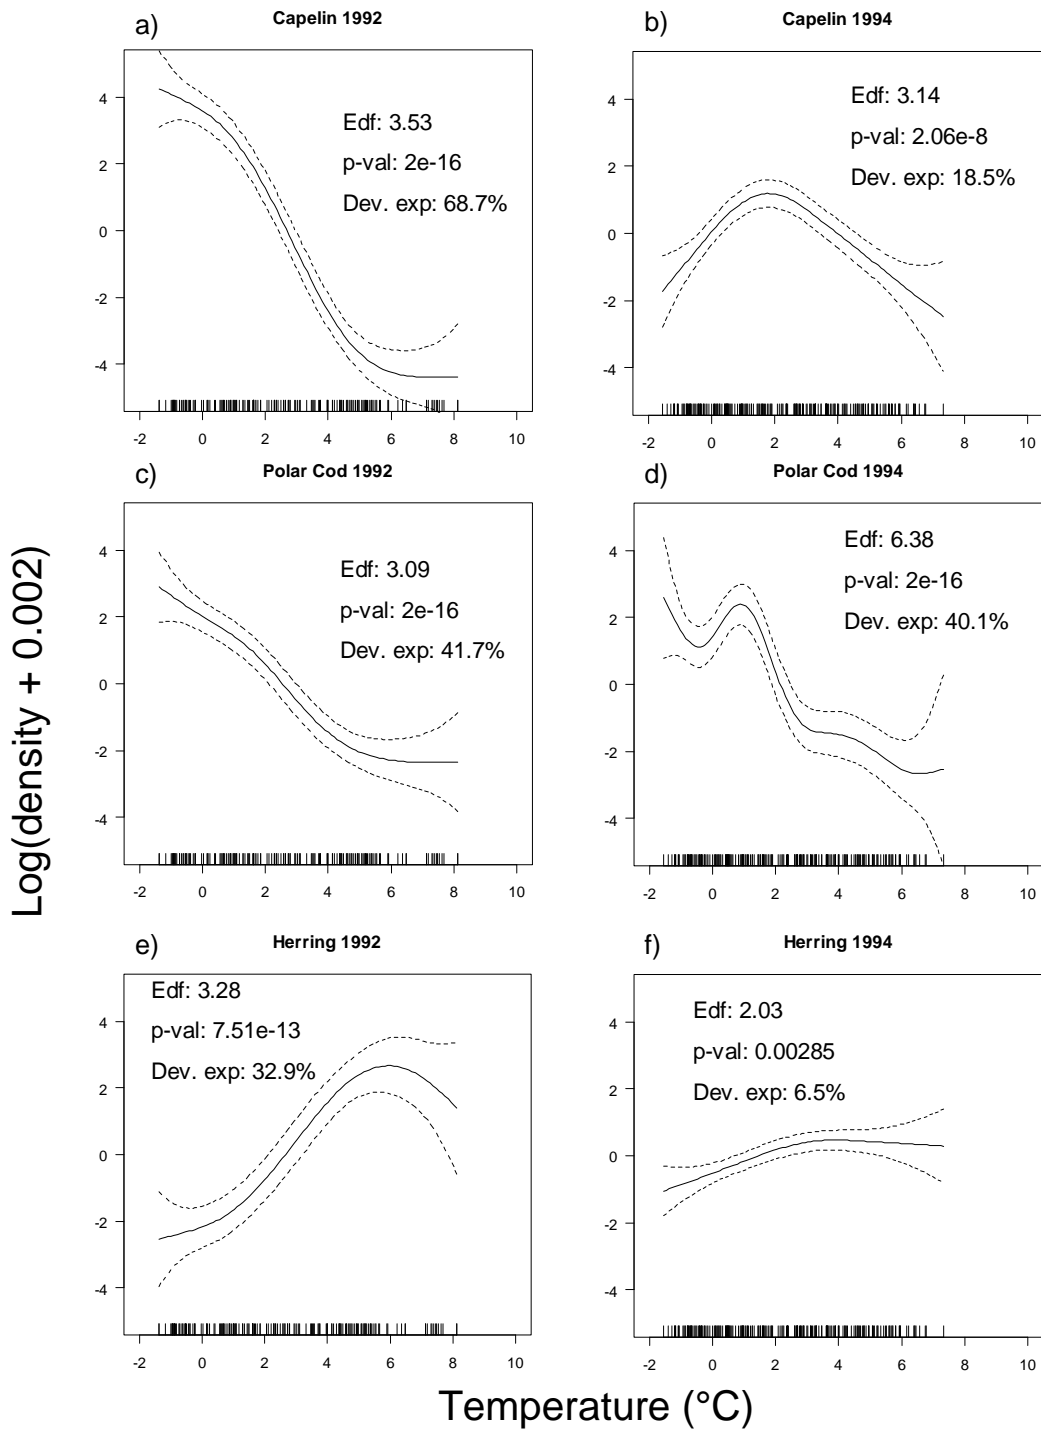 a)
Capelin 1992
Edf: 3.53
p-val: 2e-16
Dev. exp: 68.7%
4
2
0
-2
-4
-2 0 2 4 6 8 10
b)
Capelin 1994
Edf: 3.14
p-val: 2.06e-8
Dev. exp: 18.5%
4
2
0
-2
-4
-2 0 2 4 6 8 10
c)
Polar Cod 1992
Edf: 3.09
p-val: 2e-16
Dev. exp: 41.7%
4
2
0
-2
-4
-2 0 2 4 6 8 10
d)
Polar Cod 1994
Edf: 6.38
p-val: 2e-16
Dev. exp: 40.1%
4
2
0
-2
-4
-2 0 2 4 6 8 10
e)
Herring 1992
Edf: 3.28
p-val: 7.51e-13
Dev. exp: 32.9%
4
2
0
-2
-4
-2 0 2 4 6 8 10
f)
Herring 1994
Edf: 2.03
p-val: 0.00285
Dev. exp: 6.5%
4
2
0
-2
-4
-2 0 2 4 6 8 10
Log(density + 0.002)
Temperature (°C)